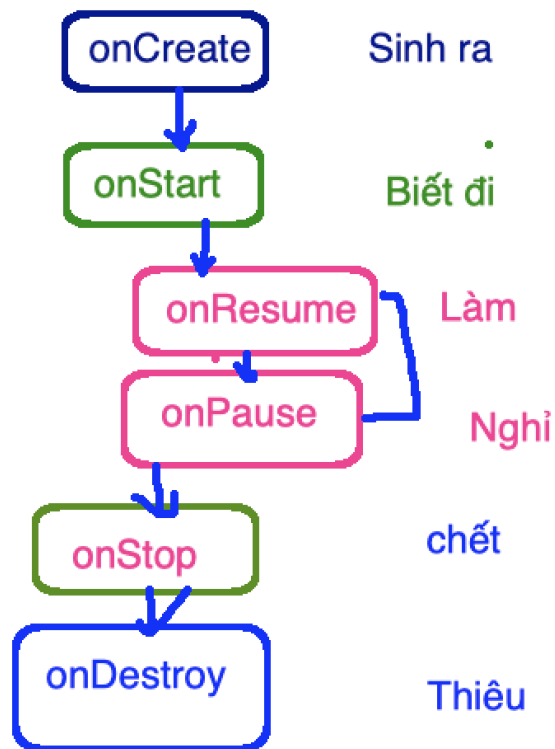 onCreate Sinh ra
onStart Biết đi
onResume Làm
onPause Nghỉ
onStop chết
onDestroy Thiêu